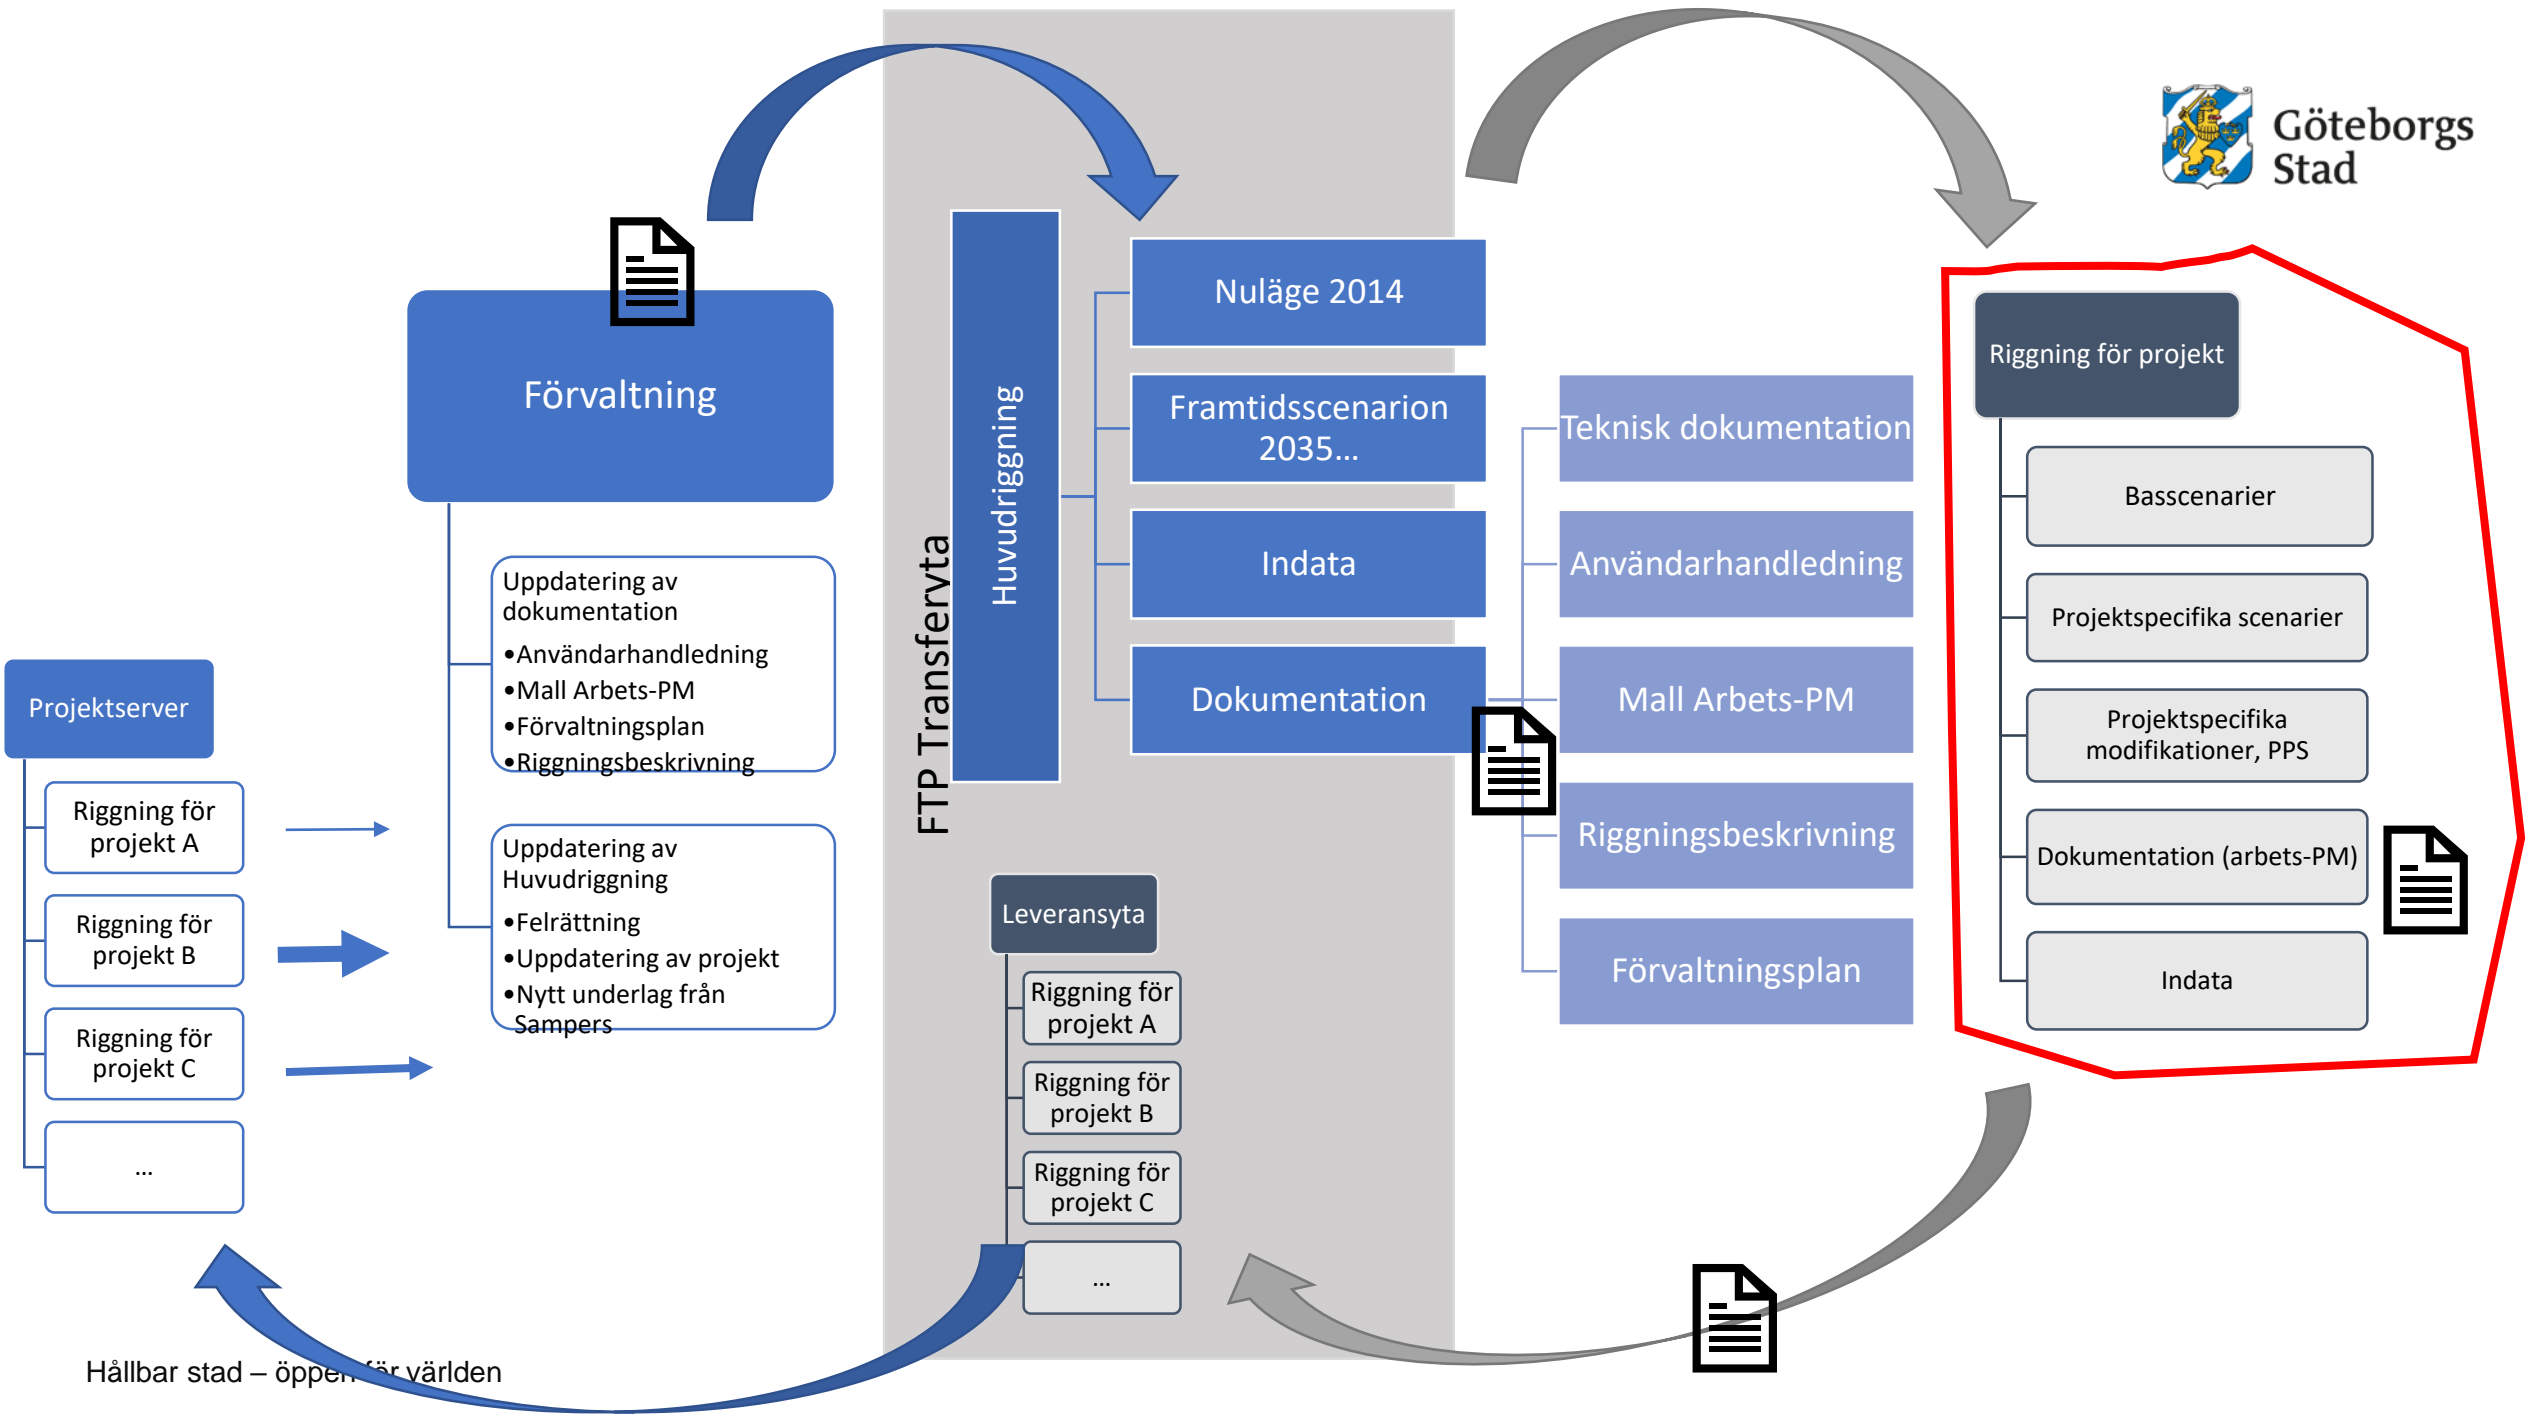 Göteborgs
Stad
Projektserver
Riggning för
projekt A
Riggning för
projekt B
Riggning för
projekt C
...
Förvaltning
Uppdatering av
dokumentation
•Användarhandledning
•Mall Arbets-PM
•Förvaltningsplan
•Riggningsbeskrivning
Uppdatering av
Huvudriggning
•Felrättning
•Uppdatering av projekt
•Nytt underlag från
Sampers
FTP Transferyta
Huvudriggning
Nuläge 2014
Framtidsscenarion
2035...
Indata
Dokumentation
Leveransyta
Riggning för
projekt A
Riggning för
projekt B
Riggning för
projekt C
...
Teknisk dokumentation
Användarhandledning
Mall Arbets-PM
Riggningsbeskrivning
Förvaltningsplan
Riggning för projekt
Basscenarier
Projektspecifika scenarier
Projektspecifika
modifikationer, PPS
Dokumentation (arbets-PM)
Indata
Hållbar stad – öppen för världen